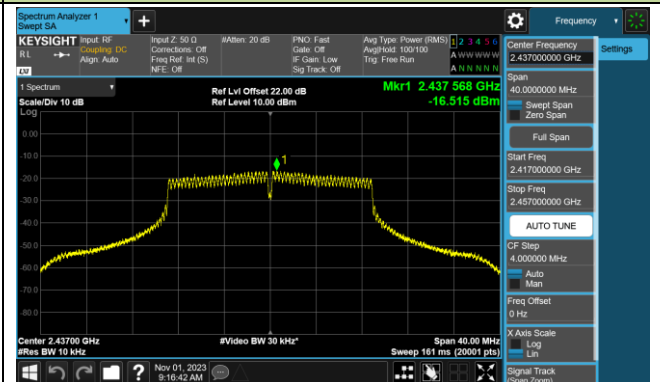 Spectrum Analyzer 1
Swept SA
+
Frequency
KEYSIGHT
Input: RF
Coupling: DC
Align: Auto
Input Z: 50 Ω
Corrections: Off
Freq Ref: Int (S)
NFE: Off
#Atten: 20 dB
PNO: Fast
Gate: Off
IF Gain: Low
Sig Track: Off
Avg Type: Power (RMS)
Avg|Hold: 100/100
Trig: Free Run
1 2 3 4 5 6
A W W W W W
A N N N N N
RL
Center Frequency
2.437000000 GHz
Settings
Span
40.0000000 MHz
Swept Span
Zero Span
Full Span
Start Freq
2.417000000 GHz
Stop Freq
2.457000000 GHz
AUTO TUNE
CF Step
4.000000 MHz
Auto
Man
Freq Offset
0 Hz
X Axis Scale
Log
Lin
Signal Track
(Span Zoom)
1 Spectrum
Scale/Div 10 dB
Log
Ref Lvl Offset 22.00 dB
Ref Level 10.00 dBm
Mkr1 2.437 568 GHz
-16.515 dBm
1
0.00
-10.0
-20.0
-30.0
-40.0
-50.0
-60.0
-70.0
-80.0
Center 2.43700 GHz
#Res BW 10 kHz
#Video BW 30 kHz*
Span 40.00 MHz
Sweep 161 ms (20001 pts)
?
Nov 01, 2023
9:16:42 AM